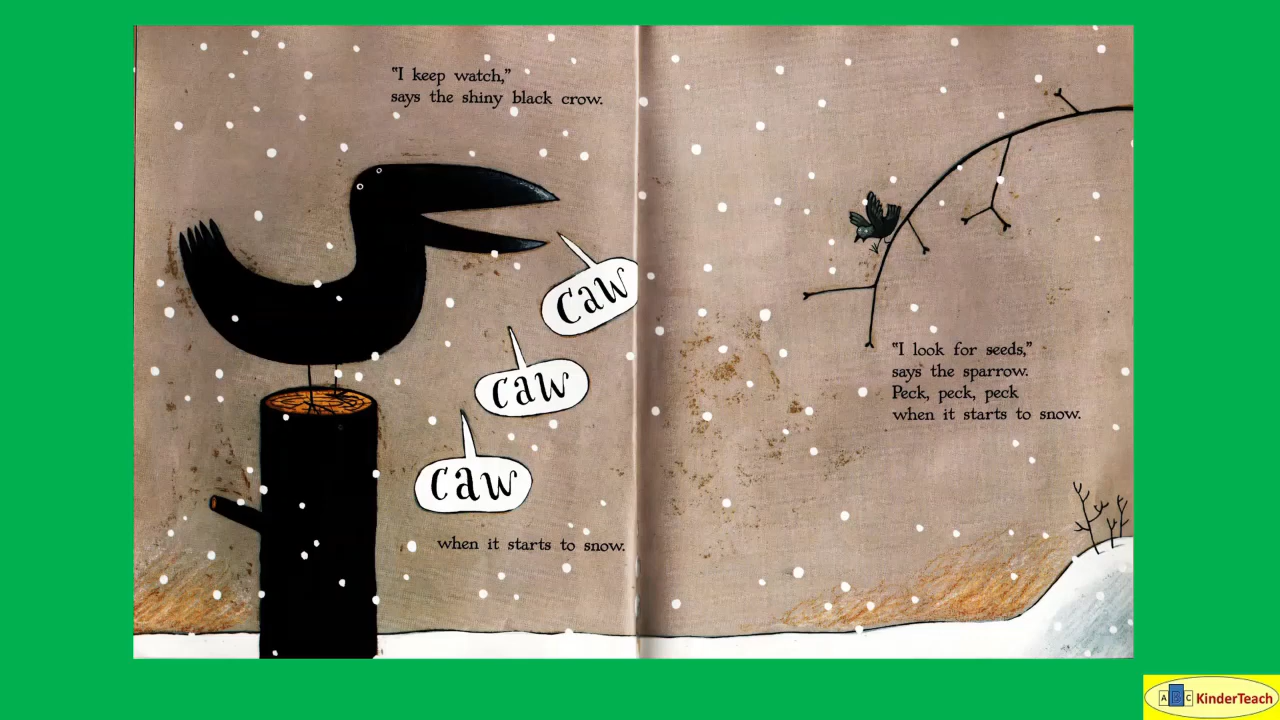 "I keep watch,"
says the shiny black crow.
caw
caw
caw
when it starts to snow.
"I look for seeds,"
says the sparrow.
Peck, peck, peck
when it starts to snow.
ABC KinderTeach